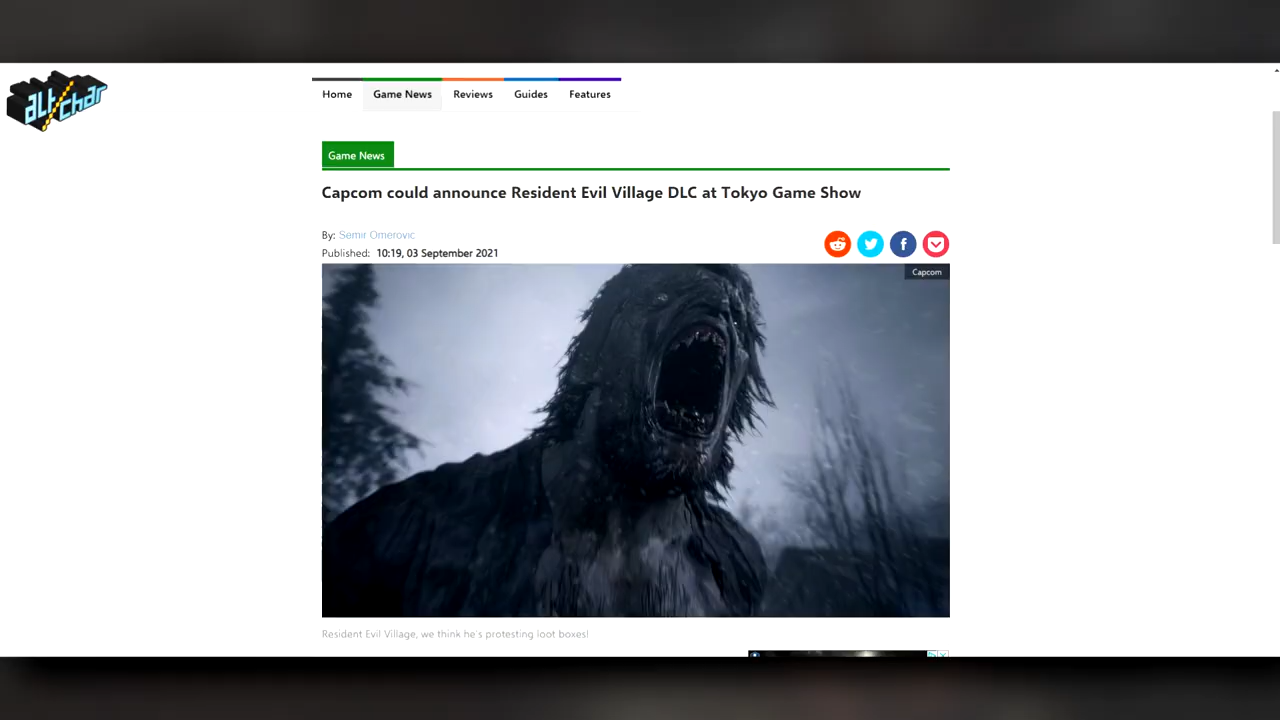 alt char
Home Game News Reviews Guides Features
Game News
Capcom could announce Resident Evil Village DLC at Tokyo Game Show
By: Semir Omerovic
Published: 10:19, 03 September 2021
Capcom
Resident Evil Village, we think he's protesting loot boxes!